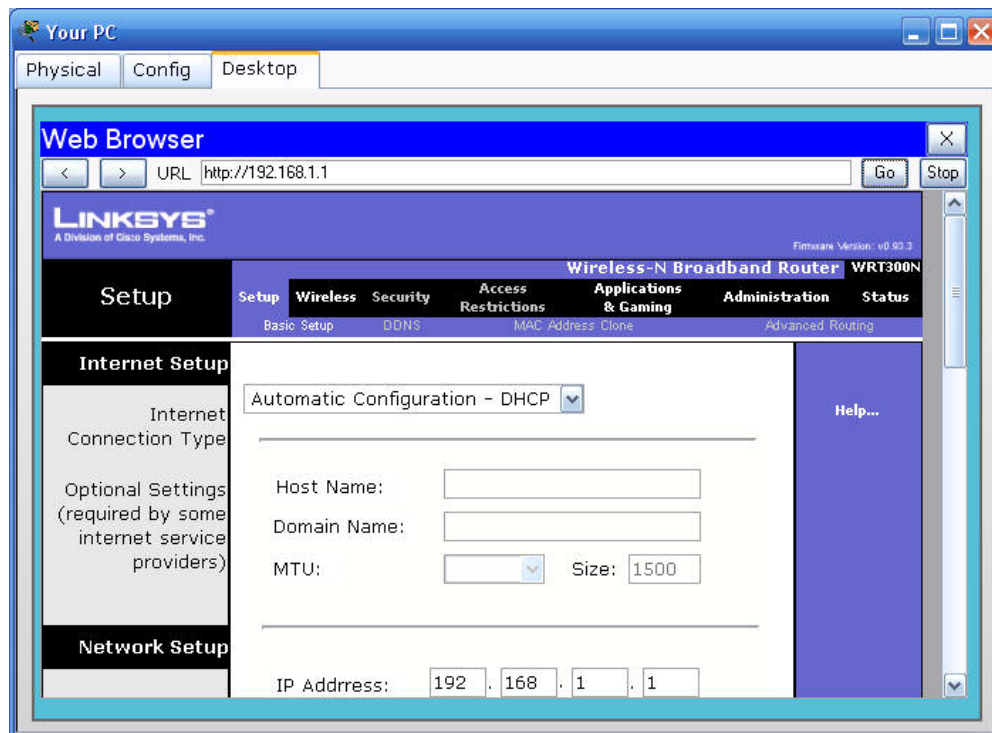 Your PC
Physical Config Desktop
Web Browser
< > URL http://192.168.1.1 Go Stop
LINKSYS®
A Division of Cisco Systems, Inc.
Firmware Version: v0.93.3
Wireless-N Broadband Router WRT300N
Setup
Setup Wireless Security Access Restrictions Applications & Gaming Administration Status
Basic Setup DDNS MAC Address Clone Advanced Routing
Internet Setup
Internet Connection Type
Automatic Configuration - DHCP
Help...
Optional Settings
(required by some
internet service
providers)
Host Name:
Domain Name:
MTU: Size: 1500
Network Setup
IP Addrress: 192 . 168 . 1 . 1